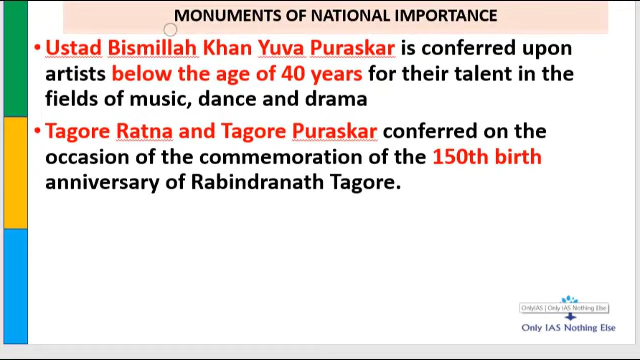 MONUMENTS OF NATIONAL IMPORTANCE
• Ustad Bismillah Khan Yuva Puraskar is conferred upon
artists below the age of 40 years for their talent in the
fields of music, dance and drama
• Tagore Ratna and Tagore Puraskar conferred on the
occasion of the commemoration of the 150th birth
anniversary of Rabindranath Tagore.
OnlyIAS | Only IAS Nothing Else
Only IAS Nothing Else